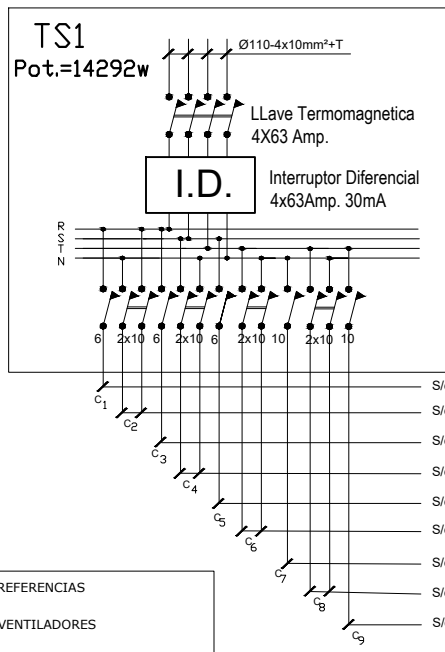 TS1
Pot.=14292w
Ø110-4x10mm²+T
LLave Termomagnetica
4X63 Amp.
I.D.
Interruptor Diferencial
4x63Amp. 30mA
R
S
T
N
6 2x10 6 2x10 6 2x10 10 2x10 10
C1 S/
C2 S/
C3 S/
C4 S/
C5 S/
C6 S/
C7 S/
C8 S/
C9 S/
REFERENCIAS
VENTILADORES